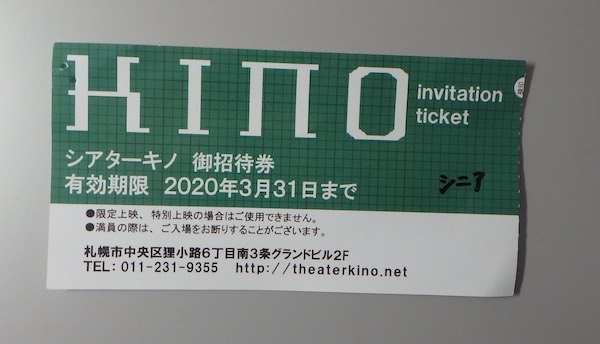 KINO
invitation
ticket
シアターキノ 御招待券
有効期限 2020年3月31日まで
シニア
●限定上映、特別上映の場合はご使用できません。
●満員の際は、ご入場をお断りすることがございます。
札幌市中央区狸小路6丁目南3条グランドビル2F
TEL: 011-231-9355 http://theaterkino.net